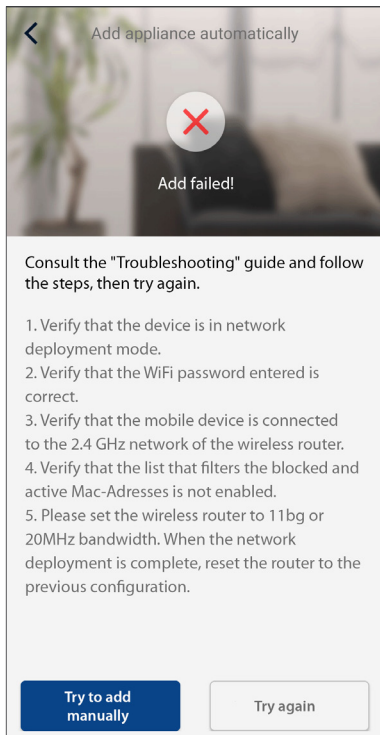 Add appliance automatically
Add failed!
Consult the "Troubleshooting" guide and follow
the steps, then try again.
1. Verify that the device is in network
deployment mode.
2. Verify that the WiFi password entered is
correct.
3. Verify that the mobile device is connected
to the 2.4 GHz network of the wireless router.
4. Verify that the list that filters the blocked and
active Mac-Adresses is not enabled.
5. Please set the wireless router to 11bg or
20MHz bandwidth. When the network
deployment is complete, reset the router to the
previous configuration.
Try to add
manually
Try again